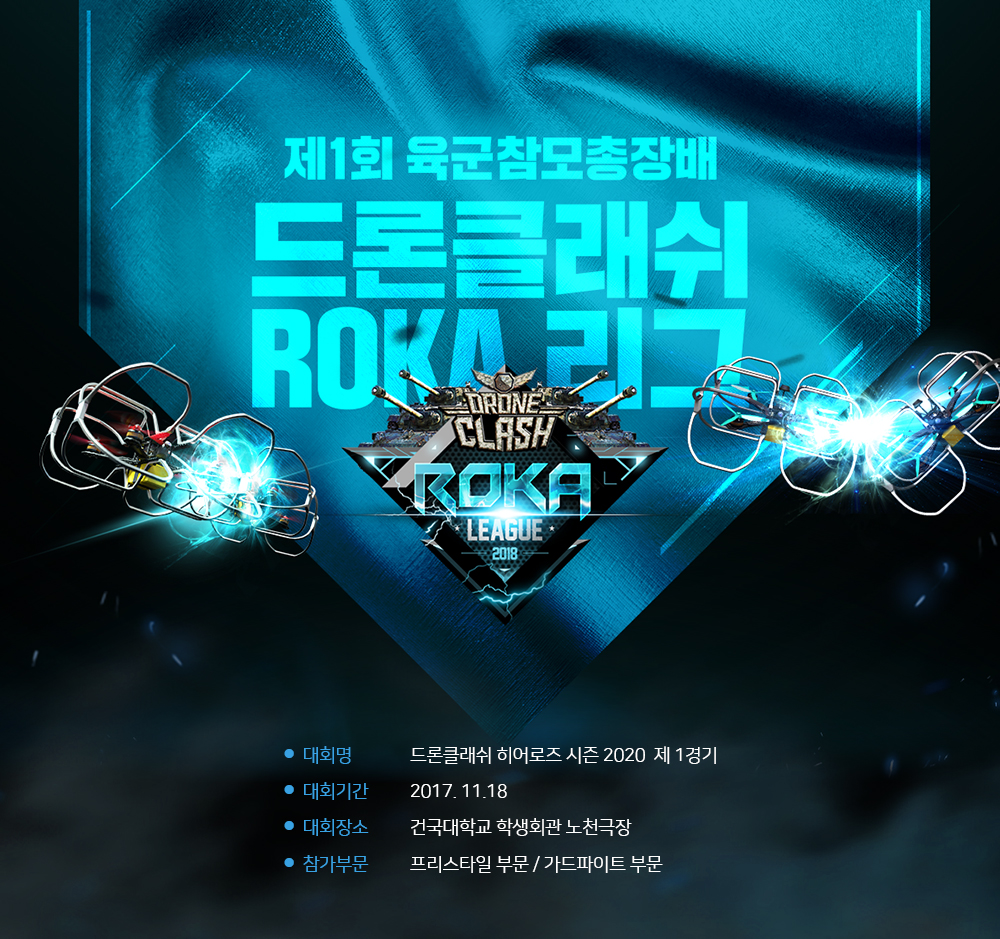 제1회 육군참모총장배
드론클래쉬
ROKA 리그
DRONE
CLASH
ROKA
LEAGUE
2018
대회명 드론클래쉬 히어로즈 시즌 2020 제 1경기
대회기간 2017. 11.18
대회장소 건국대학교 학생회관 노천극장
참가부문 프리스타일 부문 / 가드파이트 부문